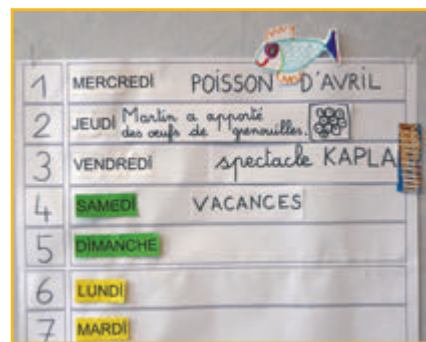 1 MERCREDI POISSON D'AVRIL
2 JEUDI Martin a apporté
des œufs de grenouilles.
3 VENDREDI spectacle KAPLA
4 SAMEDI VACANCES
5 DIMANCHE
6 LUNDI
7 MARDI